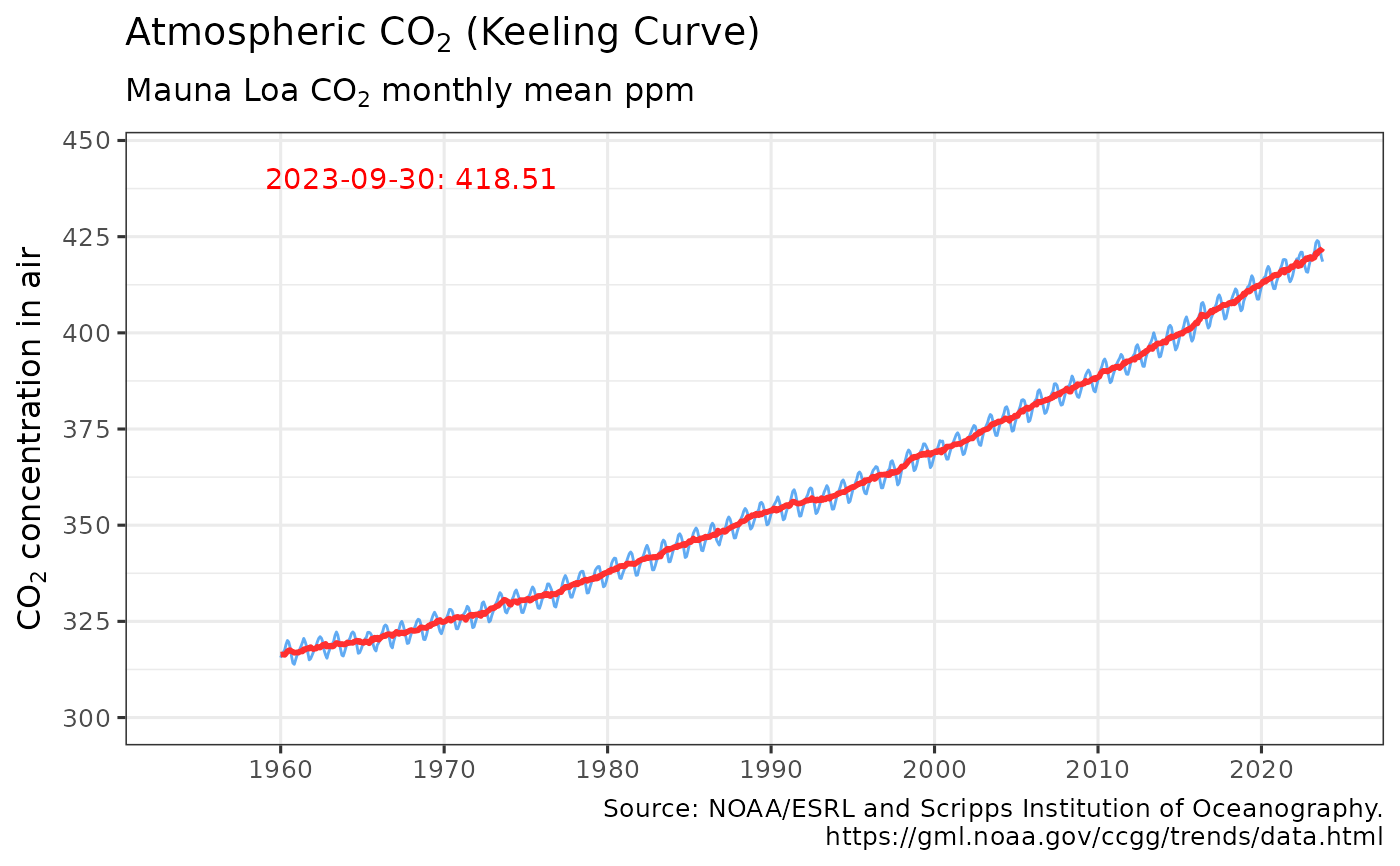 Atmospheric CO₂ (Keeling Curve)
Mauna Loa CO₂ monthly mean ppm
CO₂ concentration in air
450
425
400
375
350
325
300
2023-09-30: 418.51
1960 1970 1980 1990 2000 2010 2020
Source: NOAA/ESRL and Scripps Institution of Oceanography.
https://gml.noaa.gov/ccgg/trends/data.html